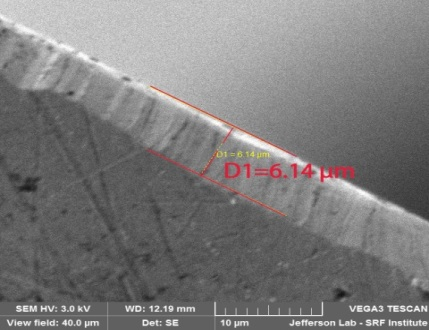 D1 = 6.14 µm
D1=6.14 µm
SEM HV: 3.0 kV WD: 12.19 mm VEGA3 TESCAN
View field: 40.0 µm Det: SE 10 µm Jefferson Lab - SRF Institute